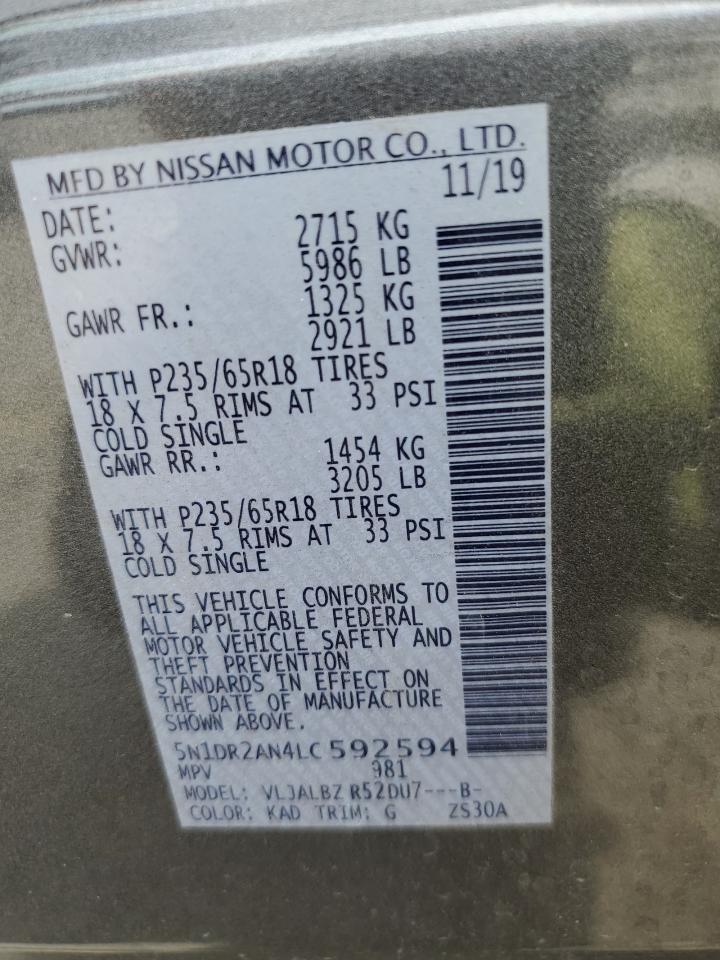 MFD BY NISSAN MOTOR CO., LTD.
DATE: 11/19
GVWR: 2715 KG
5986 LB
GAWR FR.: 1325 KG
2921 LB
WITH P235/65R18 TIRES
18 X 7.5 RIMS AT 33 PSI
COLD SINGLE
GAWR RR.: 1454 KG
3205 LB
WITH P235/65R18 TIRES
18 X 7.5 RIMS AT 33 PSI
COLD SINGLE
THIS VEHICLE CONFORMS TO
ALL APPLICABLE FEDERAL
MOTOR VEHICLE SAFETY AND
THEFT PREVENTION
STANDARDS IN EFFECT ON
THE DATE OF MANUFACTURE
SHOWN ABOVE.
5N1DR2AN4LC592594
MPV 981
MODEL: VLJALBZ R52DU7---B-
COLOR: KAD TRIM: G ZS30A